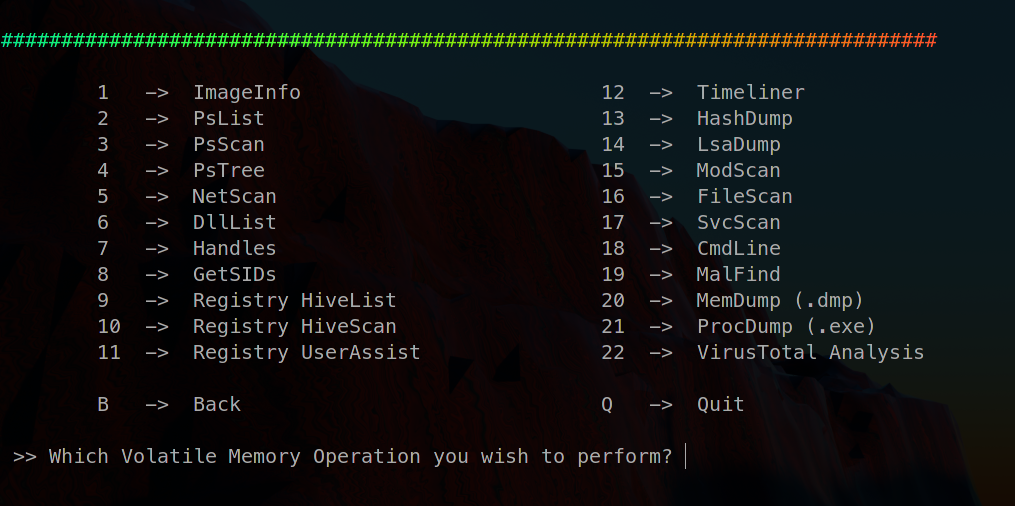 ##############################################################################
1 —> ImageInfo 12 —> Timeliner
2 —> PsList 13 —> HashDump
3 —> PsScan 14 —> LsaDump
4 —> PsTree 15 —> ModScan
5 —> NetScan 16 —> FileScan
6 —> DllList 17 —> SvcScan
7 —> Handles 18 —> CmdLine
8 —> GetSIDs 19 —> MalFind
9 —> Registry HiveList 20 —> MemDump (.dmp)
10 —> Registry HiveScan 21 —> ProcDump (.exe)
11 —> Registry UserAssist 22 —> VirusTotal Analysis
B —> Back Q —> Quit
>> Which Volatile Memory Operation you wish to perform?